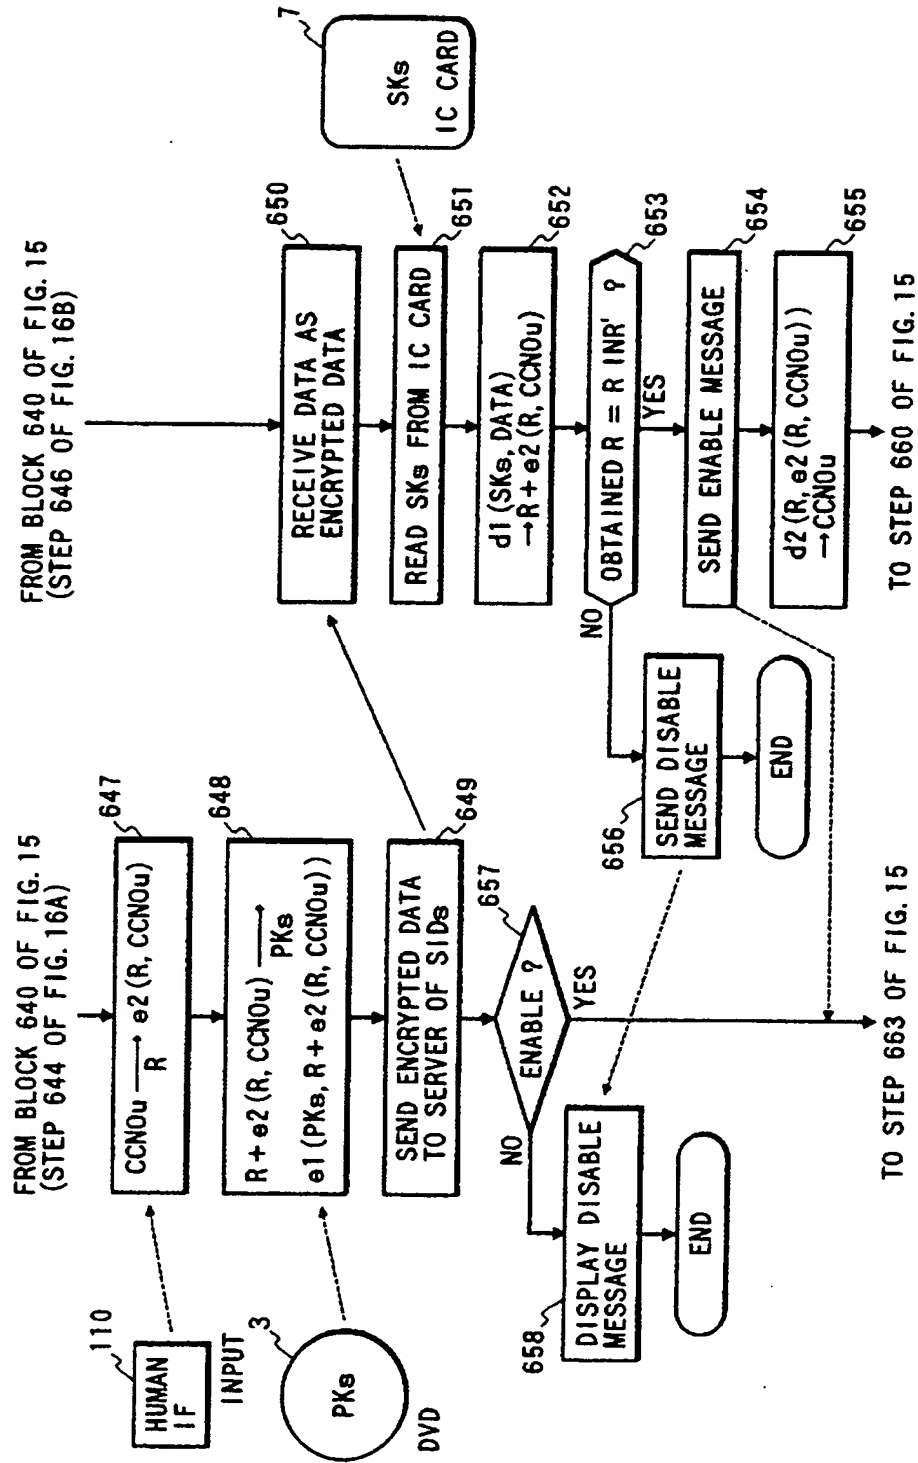 FROM BLOCK 640 OF FIG. 15
(STEP 644 OF FIG. 16A)
110
HUMAN
IF
INPUT
647
CCNOu → e2 (R, CCNOu)
R
3
PKs
DVD
648
R + e2 (R, CCNOu) →
PKs
e1 (PKs, R + e2 (R, CCNOu))
649
SEND ENCRYPTED DATA
TO SERVER OF SIDs
657
ENABLE ?
NO
YES
658
DISPLAY DISABLE
MESSAGE
END
TO STEP 663 OF FIG. 15
FROM BLOCK 640 OF FIG. 15
(STEP 646 OF FIG. 16B)
650
RECEIVE DATA AS
ENCRYPTED DATA
7
SKs
IC CARD
651
READ SKs FROM IC CARD
652
d1 (SKs, DATA)
→ R + e2 (R, CCNOu)
653
OBTAINED R = R INR' ?
NO
YES
654
SEND ENABLE MESSAGE
655
d2 (R, e2 (R, CCNOu))
→ CCNOu
656
SEND DISABLE
MESSAGE
END
TO STEP 660 OF FIG. 15